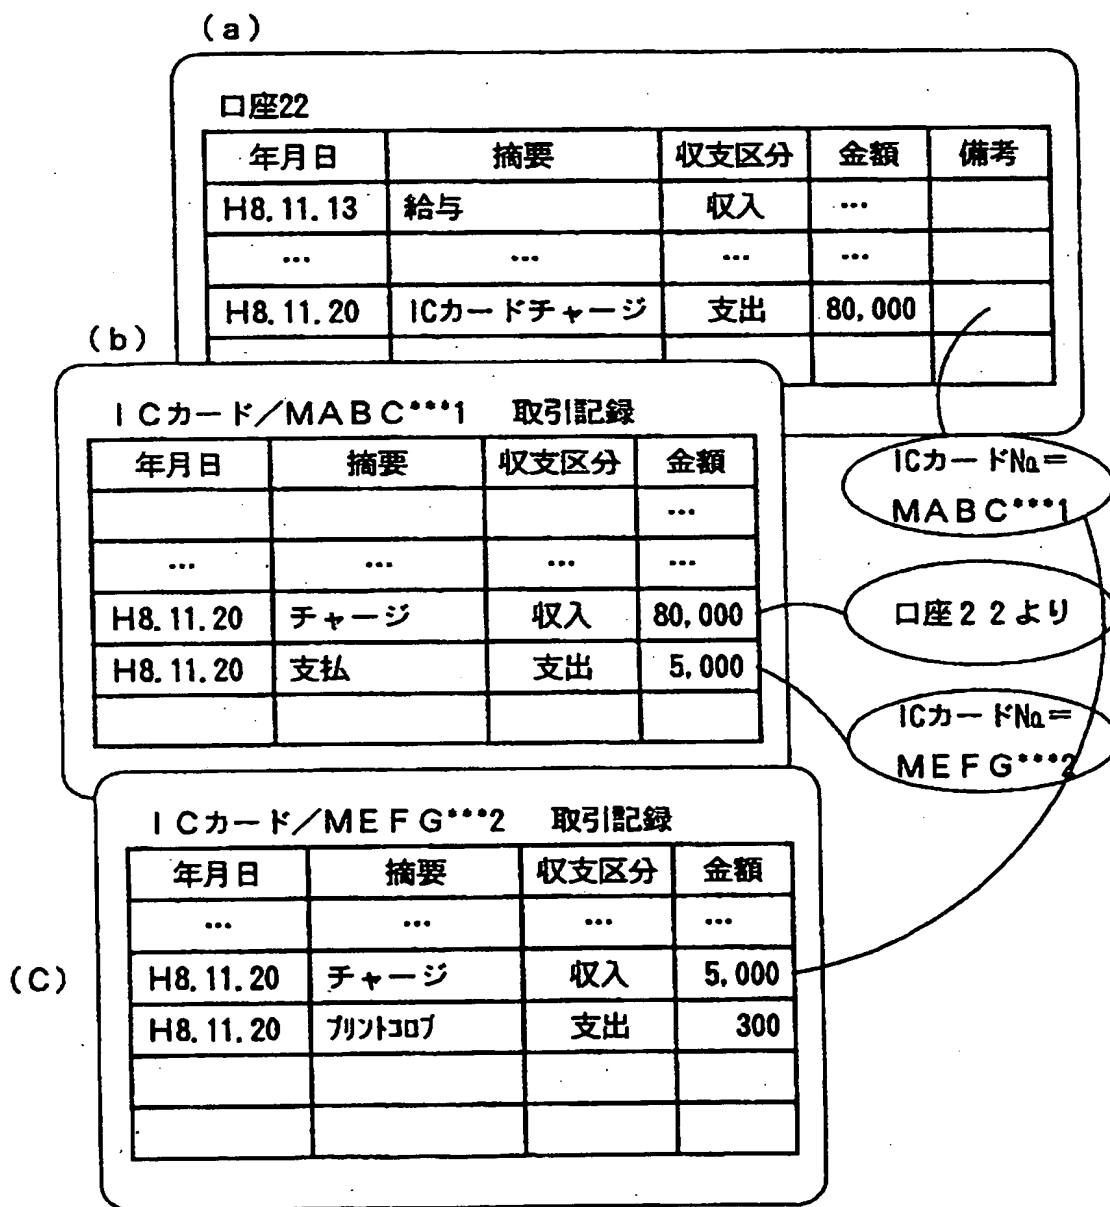 (a)
口座22
年月日 摘要 収支区分 金額 備考
H8.11.13 給与 収入 …
… … … …
H8.11.20 ICカードチャージ 支出 80,000
(b)
ICカード/MABC***1 取引記録
年月日 摘要 収支区分 金額
…
… … … …
H8.11.20 チャージ 収入 80,000
H8.11.20 支払 支出 5,000
ICカード№=
MABC***1
口座22より
ICカード№=
MEFG***2
(C)
ICカード/MEFG***2 取引記録
年月日 摘要 収支区分 金額
… … … …
H8.11.20 チャージ 収入 5,000
H8.11.20 プリントコロブ 支出 300